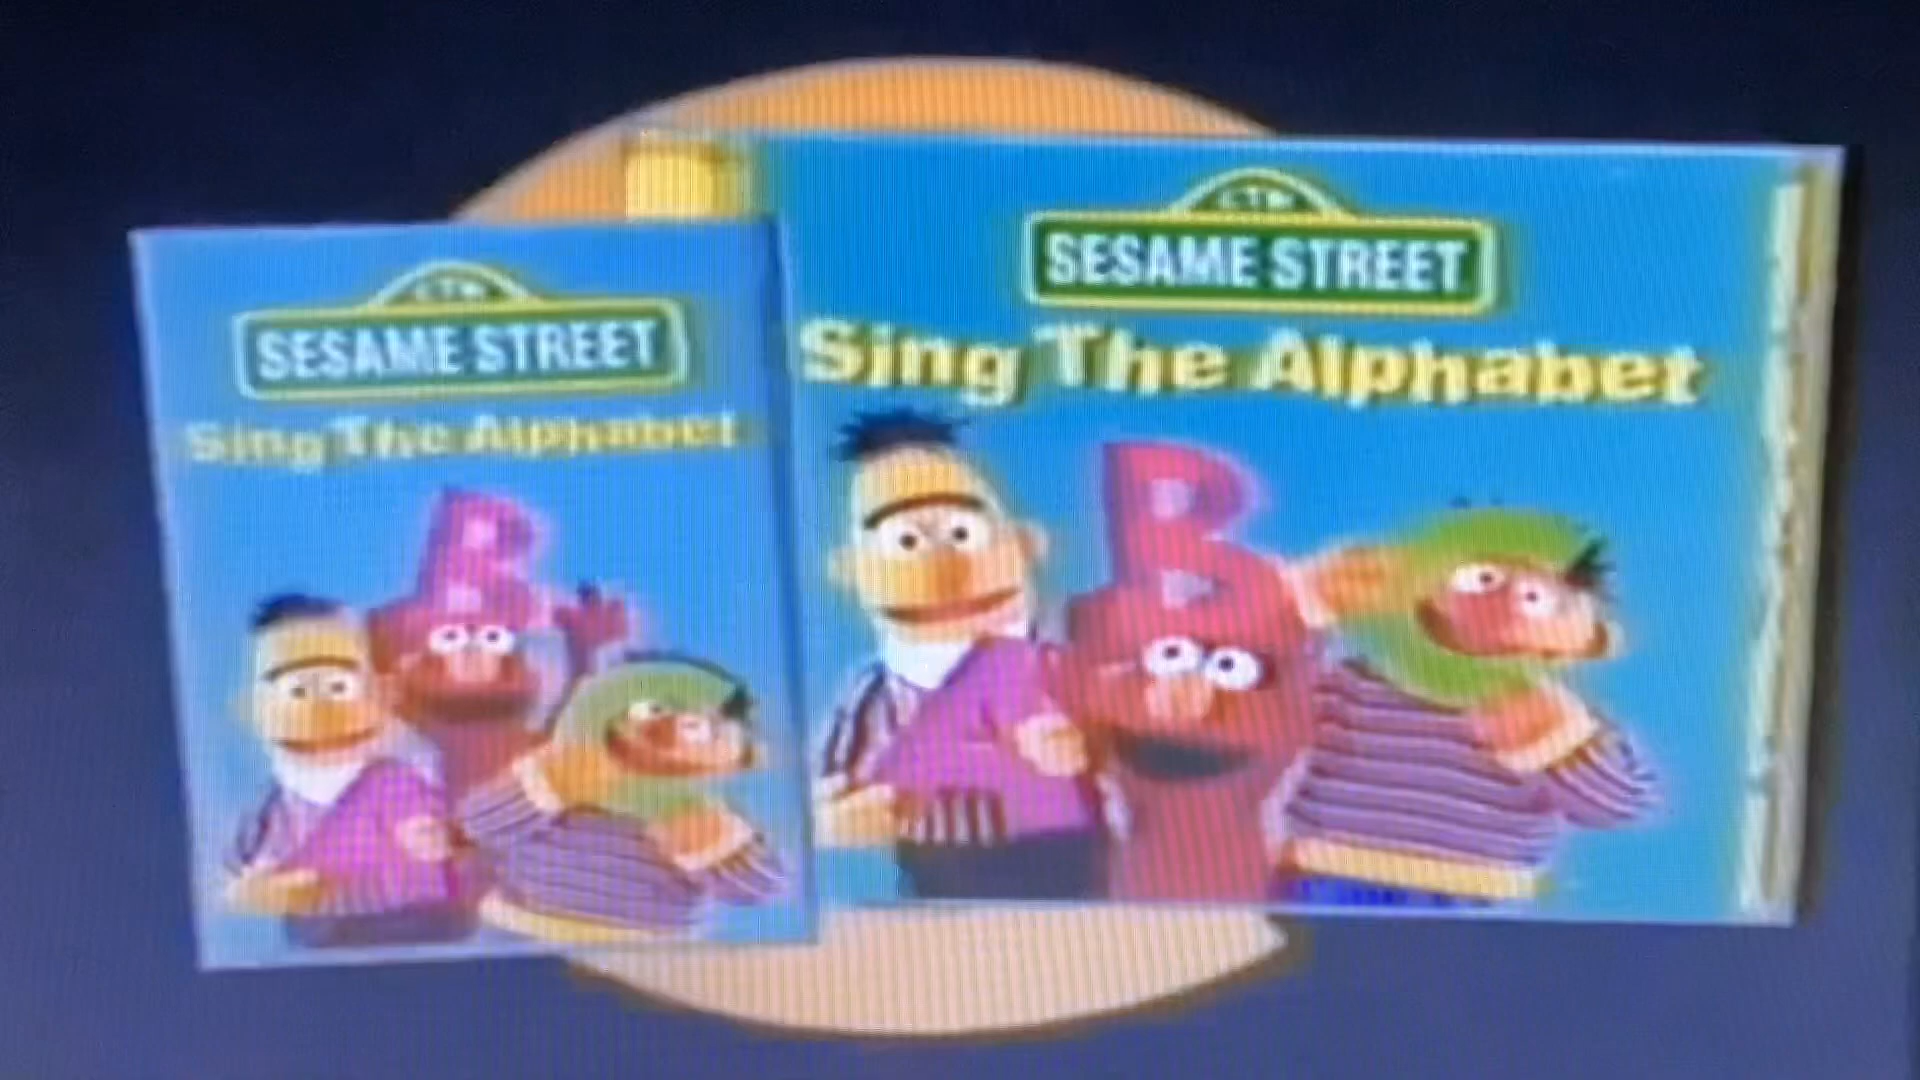 CTW
SESAME STREET
Sing The Alphabet
B
CTW
SESAME STREET
Sing The Alphabet
B